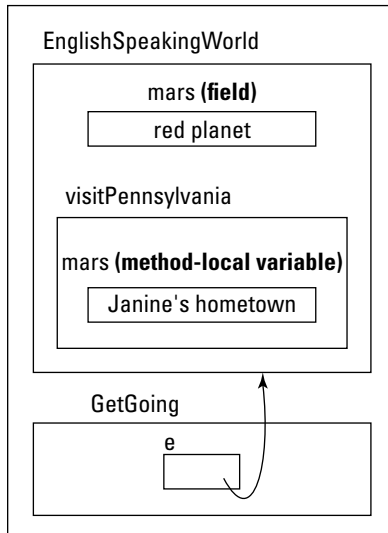 EnglishSpeakingWorld
mars (field)
red planet
visitPennsylvania
mars (method-local variable)
Janine's hometown
GetGoing
e